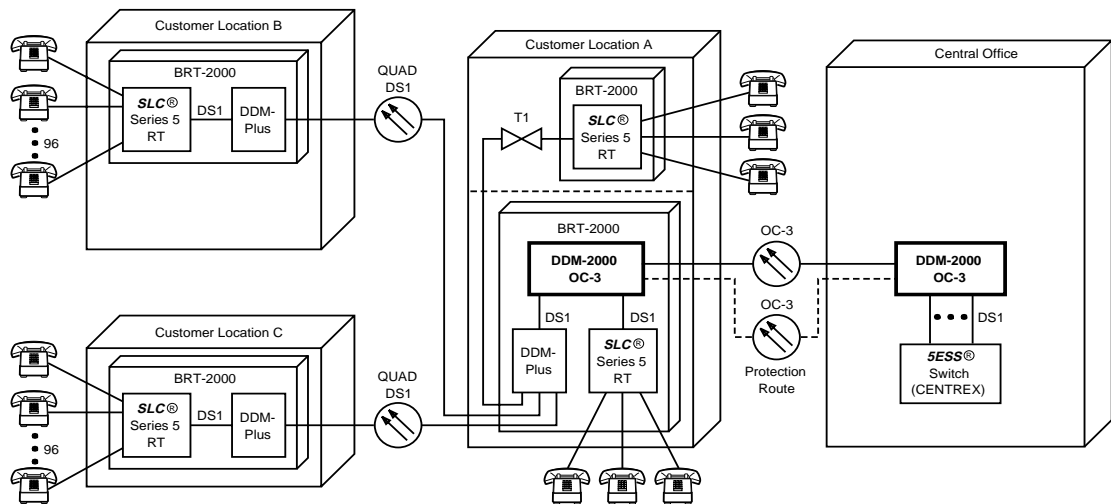 Customer Location B
BRT-2000
SLC®
Series 5
RT
DS1
DDM-
Plus
96
QUAD
DS1
Customer Location A
BRT-2000
SLC®
Series 5
RT
T1
BRT-2000
DDM-2000
OC-3
DS1
DS1
DDM-
Plus
SLC®
Series 5
RT
OC-3
OC-3
Protection
Route
Central Office
DDM-2000
OC-3
DS1
5ESS®
Switch
(CENTREX)
Customer Location C
BRT-2000
SLC®
Series 5
RT
DS1
DDM-
Plus
96
QUAD
DS1